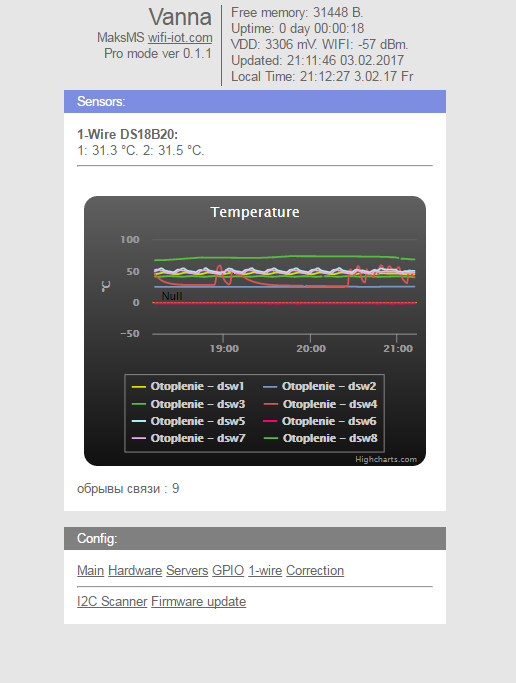 Vanna
MaksMS wifi-iot.com
Pro mode ver 0.1.1
Free memory: 31448 B.
Uptime: 0 day 00:00:18
VDD: 3306 mV. WIFI: -57 dBm.
Updated: 21:11:46 03.02.2017
Local Time: 21:12:27 3.02.17 Fr
Sensors:
1-Wire DS18B20:
1: 31.3 °C. 2: 31.5 °C.
Temperature
100
50
0
−50
°C
Null
19:00 20:00 21:00
Otoplenie – dsw1 Otoplenie – dsw2
Otoplenie – dsw3 Otoplenie – dsw4
Otoplenie – dsw5 Otoplenie – dsw6
Otoplenie – dsw7 Otoplenie – dsw8
Highcharts.com
обрывы связи : 9
Config:
Main Hardware Servers GPIO 1-wire Correction
I2C Scanner Firmware update